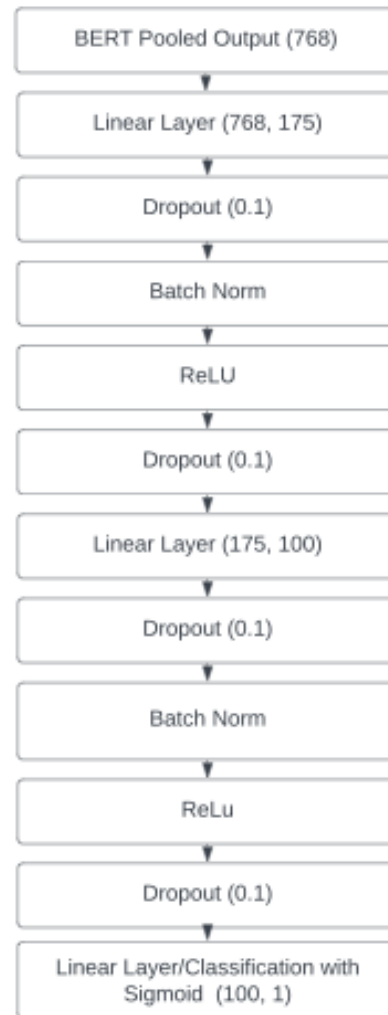 BERT Pooled Output (768)
Linear Layer (768, 175)
Dropout (0.1)
Batch Norm
ReLU
Dropout (0.1)
Linear Layer (175, 100)
Dropout (0.1)
Batch Norm
ReLu
Dropout (0.1)
Linear Layer/Classification with
Sigmoid (100, 1)